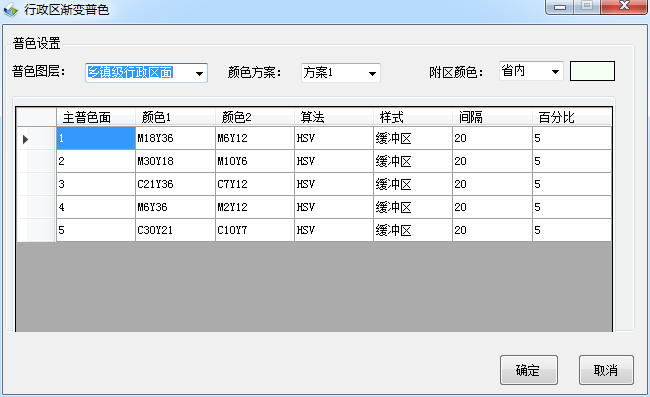 行政区渐变普色
普色设置
普色图层： 乡镇级行政区面 颜色方案： 方案1 附区颜色： 省内
主普色面 颜色1 颜色2 算法 样式 间隔 百分比
1 M18Y36 M6Y12 HSV 缓冲区 20 5
2 M30Y18 M10Y6 HSV 缓冲区 20 5
3 C21Y36 C7Y12 HSV 缓冲区 20 5
4 M6Y36 M2Y12 HSV 缓冲区 20 5
5 C30Y21 C10Y7 HSV 缓冲区 20 5
确定 取消